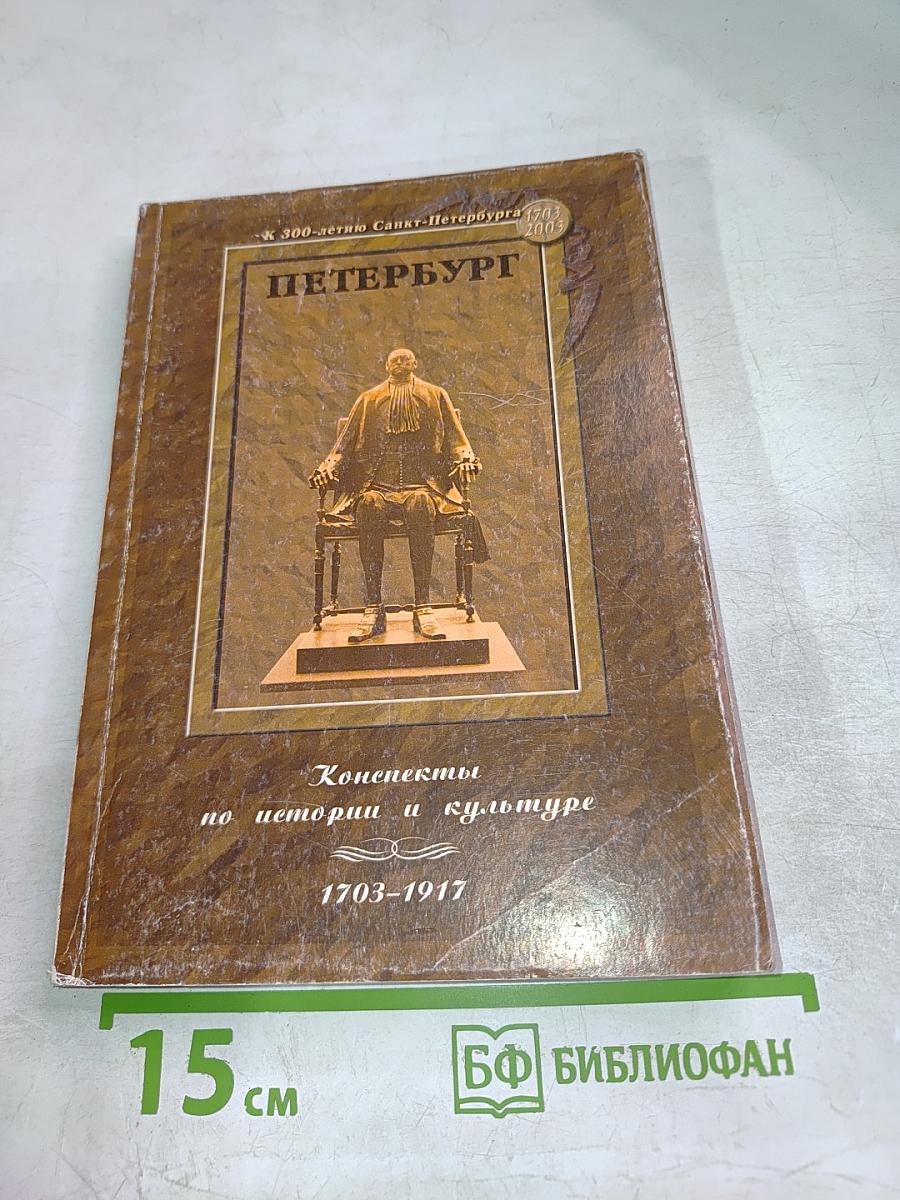 К 300-летию Санкт-Петербурга
1703
2003
ПЕТЕРБУРГ
Конспекты
по истории и культуре
1703-1917
15 см
БФ БИБЛИОФАН